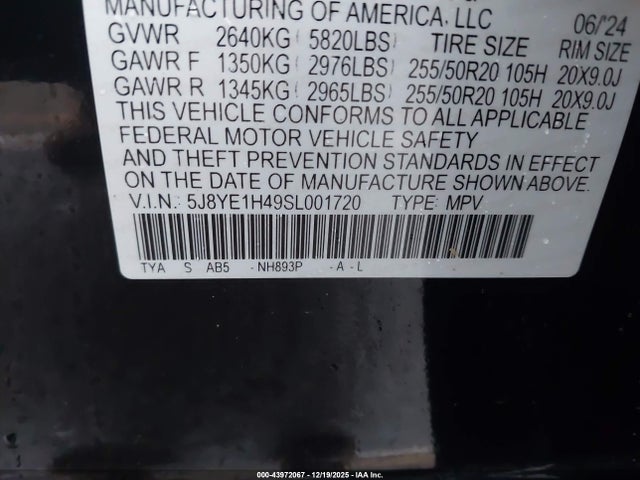 MANUFACTURING OF AMERICA, LLC 06/24
GVWR 2640KG ( 5820LBS) TIRE SIZE RIM SIZE
GAWR F 1350KG ( 2976LBS) 255/50R20 105H 20X9.0J
GAWR R 1345KG ( 2965LBS) 255/50R20 105H 20X9.0J
THIS VEHICLE CONFORMS TO ALL APPLICABLE
FEDERAL MOTOR VEHICLE SAFETY
AND THEFT PREVENTION STANDARDS IN EFFECT
ON THE DATE OF MANUFACTURE SHOWN ABOVE.
V.I.N.: 5J8YE1H49SL001720 TYPE: MPV
TYA S AB5 -NH893P -A-L
000-43972067 - 12/19/2025 - IAA Inc.